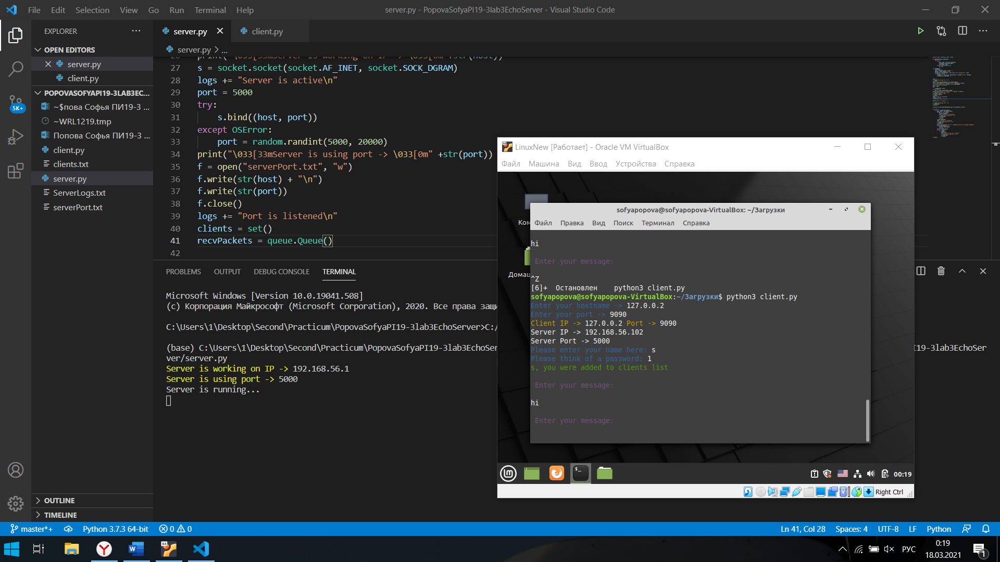 File Edit Selection View Go Run Terminal Help
server.py - PopovaSofyaPI19-3lab3EchoServer - Visual Studio Code
EXPLORER
OPEN EDITORS
server.py
client.py
POPOVASOFYAPI19-3LAB3EC...
~$пова Софья ПИ19-3 ...
~WRL1219.tmp
Попова Софья ПИ19-3 ...
client.py
clients.txt
server.py
ServerLogs.txt
serverPort.txt
5K+
OUTLINE
TIMELINE
server.py
client.py
server.py > ...
27 s = socket.socket(socket.AF_INET, socket.SOCK_DGRAM)
28 logs += "Server is active\n"
29 port = 5000
30 try:
31 s.bind((host, port))
32 except OSError:
33 port = random.randint(5000, 20000)
34 print("\033[33mServer is using port -> \033[0m" +str(port))
35 f = open("serverPort.txt", "w")
36 f.write(str(host) + "\n")
37 f.write(str(port))
38 f.close()
39 logs += "Port is listened\n"
40 clients = set()
41 recvPackets = queue.Queue()
42
PROBLEMS OUTPUT DEBUG CONSOLE TERMINAL
Microsoft Windows [Version 10.0.19041.508]
(c) Корпорация Майкрософт (Microsoft Corporation), 2020. Все права защи
C:\Users\1\Desktop\Second\Practicum\PopovaSofyaPI19-3lab3EchoServer>C:/
(base) C:\Users\1\Desktop\Second\Practicum\PopovaSofyaPI19-3lab3EchoSer
I19-3lab3EchoSer
ver/server.py
Server is working on IP -> 192.168.56.1
Server is using port -> 5000
Server is running...
LinuxNew [Работает] - Oracle VM VirtualBox
Файл Машина Вид Ввод Устройства Справка
Ком
Домаш
sofyapopova@sofyapopova-VirtualBox: ~/Загрузки
Файл Правка Вид Поиск Терминал Справка
hi
Enter your message:
^Z
[6]+ Остановлен python3 client.py
sofyapopova@sofyapopova-VirtualBox:~/Загрузки$ python3 client.py
Enter your hostname -> 127.0.0.2
Enter your port -> 9090
Client IP -> 127.0.0.2 Port -> 9090
Server IP -> 192.168.56.102
Server Port -> 5000
Please enter your name here: s
Please think of a password: 1
s, you were added to clients list
Enter your message:
hi
Enter your message:
00:19
Right Ctrl
master*+ Python 3.7.3 64-bit 0 0
Ln 41, Col 28 Spaces: 4 UTF-8 LF Python
РУС
0:19
18.03.2021
1